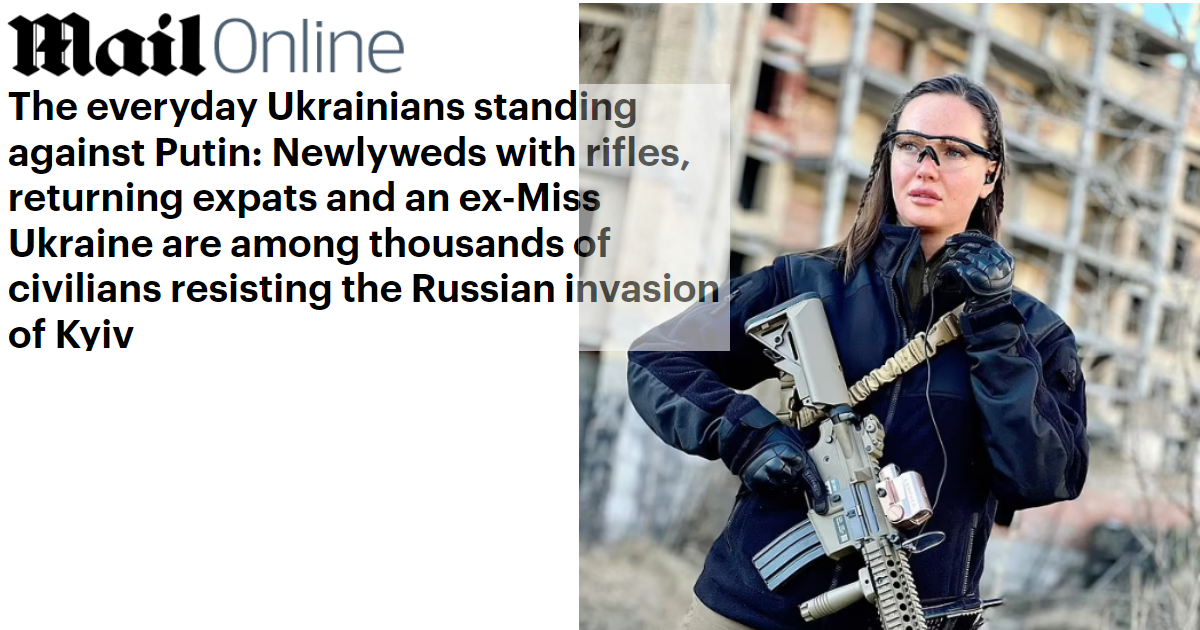 Mail Online
The everyday Ukrainians standing
against Putin: Newlyweds with rifles,
returning expats and an ex-Miss
Ukraine are among thousands of
civilians resisting the Russian invasion
of Kyiv